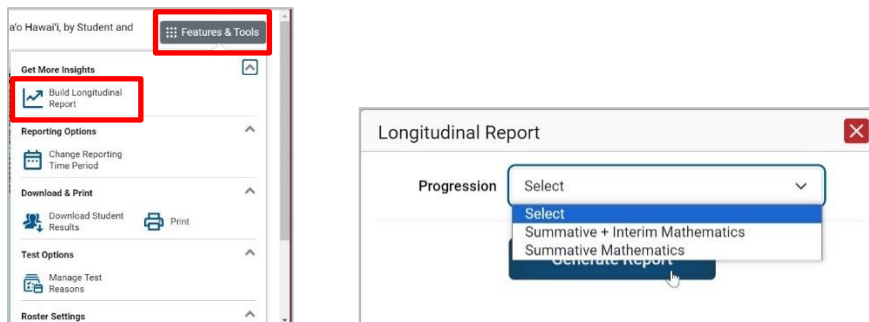 a'o Hawai'i, by Student and
Features & Tools
Get More Insights
Build Longitudinal
Report
Reporting Options
Change Reporting
Time Period
Download & Print
Download Student
Results
Print
Test Options
Manage Test
Reasons
Roster Settings
Longitudinal Report
Progression
Select
Select
Summative + Interim Mathematics
Summative Mathematics
Generate Report